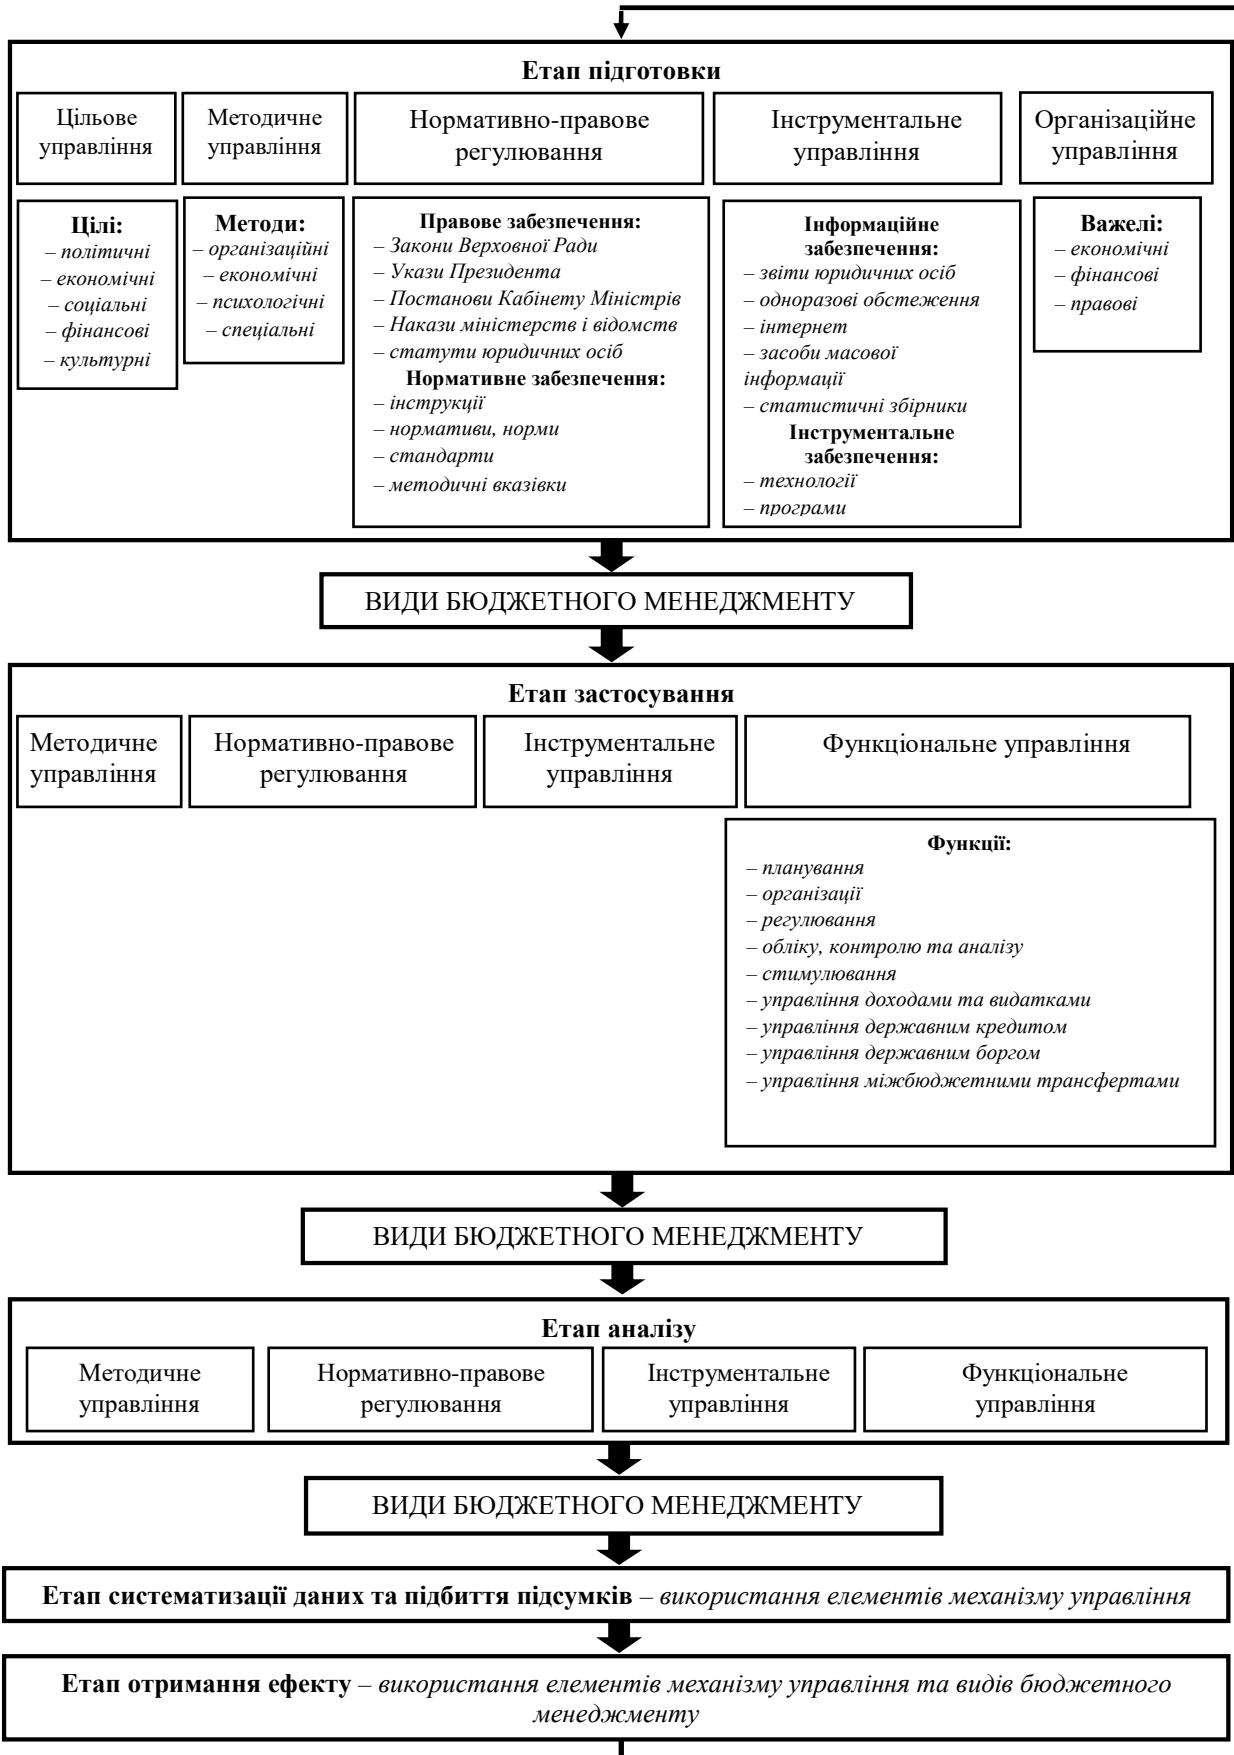 Етап підготовки
Цільове
управління
Методичне
управління
Нормативно-правове
регулювання
Інструментальне
управління
Організаційне
управління
Цілі:
– політичні
– економічні
– соціальні
– фінансові
– культурні
Методи:
– організаційні
– економічні
– психологічні
– спеціальні
Правове забезпечення:
– Закони Верховної Ради
– Укази Президента
– Постанови Кабінету Міністрів
– Накази міністерств і відомств
– статути юридичних осіб
Нормативне забезпечення:
– інструкції
– нормативи, норми
– стандарти
– методичні вказівки
Інформаційне
забезпечення:
– звіти юридичних осіб
– одноразові обстеження
– інтернет
– засоби масової
інформації
– статистичні збірники
Інструментальне
забезпечення:
– технології
– програми
Важелі:
– економічні
– фінансові
– правові
ВИДИ БЮДЖЕТНОГО МЕНЕДЖМЕНТУ
Етап застосування
Методичне
управління
Нормативно-правове
регулювання
Інструментальне
управління
Функціональне управління
Функції:
– планування
– організації
– регулювання
– обліку, контролю та аналізу
– стимулювання
– управління доходами та видатками
– управління державним кредитом
– управління державним боргом
– управління міжбюджетними трансфертами
ВИДИ БЮДЖЕТНОГО МЕНЕДЖМЕНТУ
Етап аналізу
Методичне
управління
Нормативно-правове
регулювання
Інструментальне
управління
Функціональне
управління
ВИДИ БЮДЖЕТНОГО МЕНЕДЖМЕНТУ
Етап систематизації даних та підбиття підсумків – використання елементів механізму управління
Етап отримання ефекту – використання елементів механізму управління та видів бюджетного
менеджменту